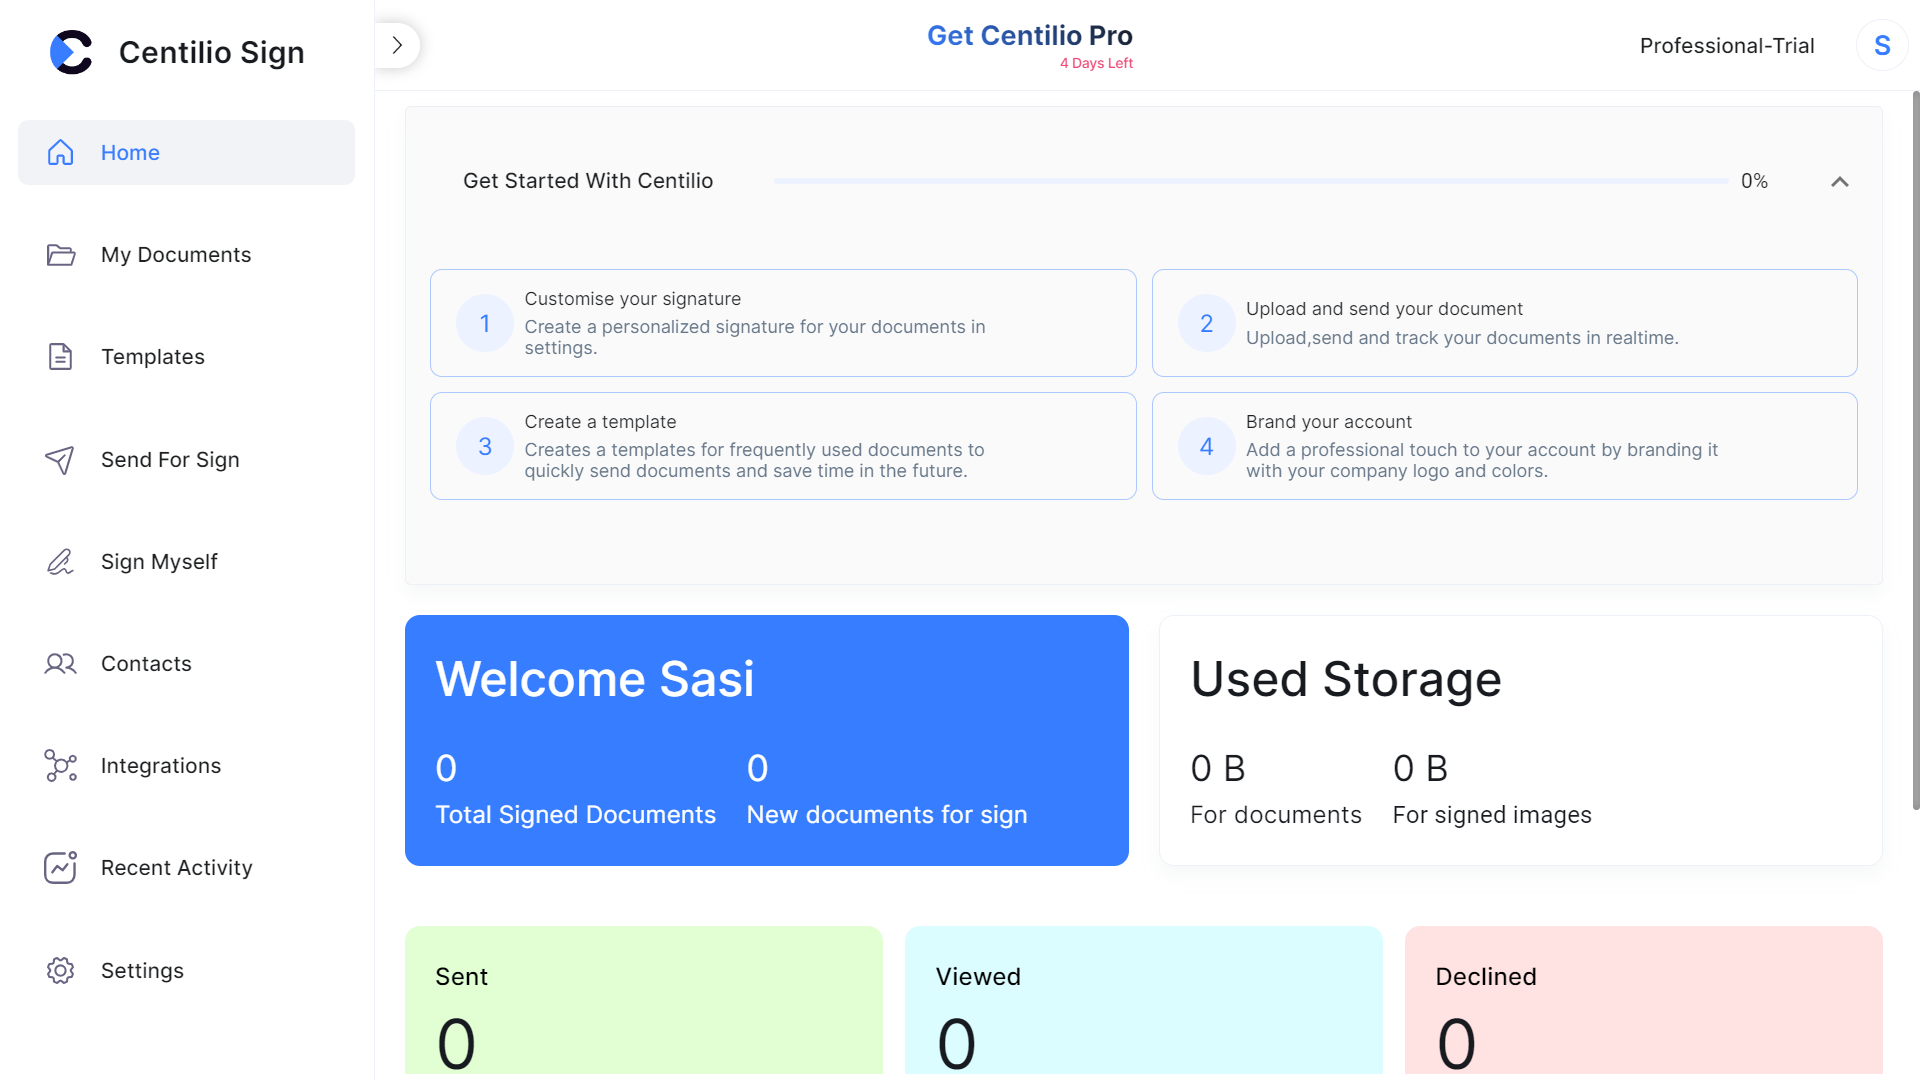 Centilio Sign
Get Centilio Pro
4 Days Left
Professional-Trial
S
Home
My Documents
Templates
Send For Sign
Sign Myself
Contacts
Integrations
Recent Activity
Settings
Get Started With Centilio
0%
1
Customise your signature
Create a personalized signature for your documents in
settings.
2
Upload and send your document
Upload,send and track your documents in realtime.
3
Create a template
Creates a templates for frequently used documents to
quickly send documents and save time in the future.
4
Brand your account
Add a professional touch to your account by branding it
with your company logo and colors.
Welcome Sasi
0
Total Signed Documents
0
New documents for sign
Used Storage
0 B
For documents
0 B
For signed images
Sent
0
Viewed
0
Declined
0